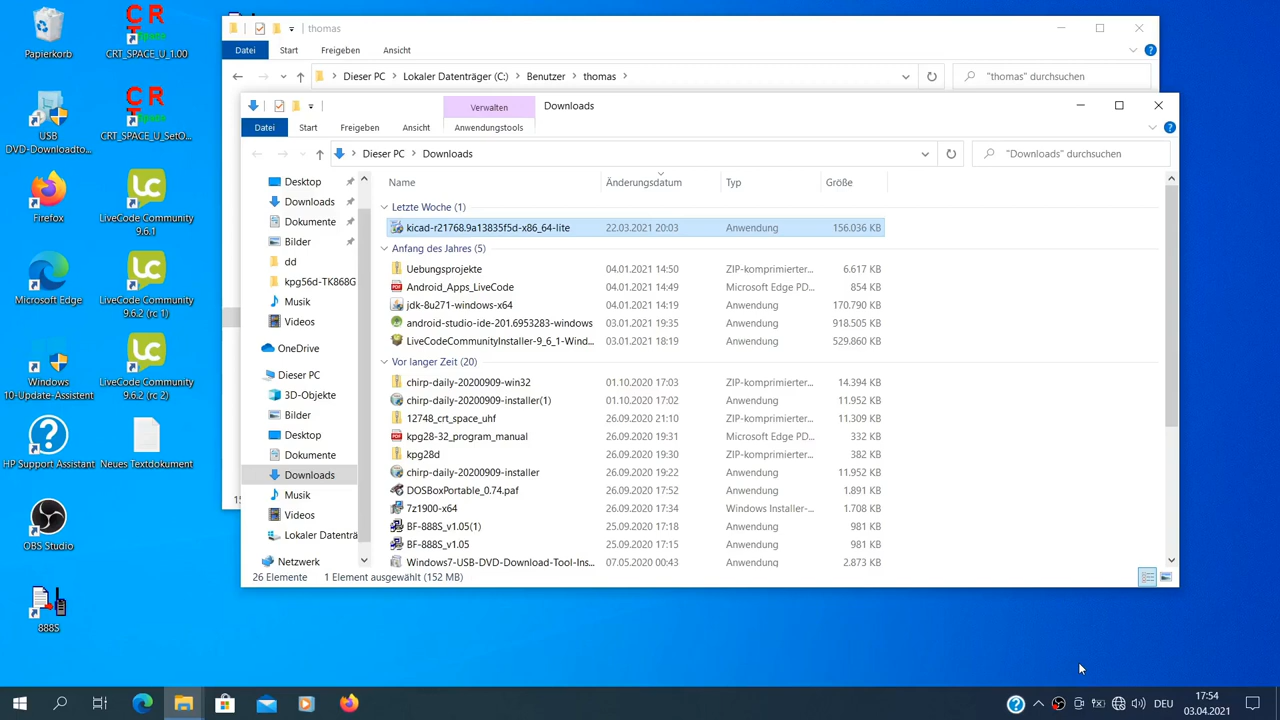 Papierkorb
CRT_SPACE_U_1.00
USB
DVD-Downloadto...
CRT_SPACE_U_SetO...
Firefox
LiveCode Community
9.6.1
Microsoft Edge
LiveCode Community
9.6.2 (rc 1)
Windows
10-Update-Assistent
LiveCode Community
9.6.2 (rc 2)
HP Support Assistant
Neues Textdokument
OBS Studio
888S
thomas
Datei
Start
Freigeben
Ansicht
Dieser PC
Lokaler Datenträger (C:)
Benutzer
thomas
"thomas" durchsuchen
Verwalten
Downloads
Datei
Start
Freigeben
Ansicht
Anwendungstools
Dieser PC
Downloads
"Downloads" durchsuchen
Desktop
Downloads
Dokumente
Bilder
dd
kpg56d-TK868G
Musik
Videos
OneDrive
Dieser PC
3D-Objekte
Bilder
Desktop
Dokumente
Downloads
Musik
Videos
Lokaler Datenträ
Netzwerk
Name Änderungsdatum Typ Größe
Letzte Woche (1)
kicad-r21768.9a13835f5d-x86_64-lite 22.03.2021 20:03 Anwendung 156.036 KB
Anfang des Jahres (5)
Uebungsprojekte 04.01.2021 14:50 ZIP-komprimierter... 6.617 KB
Android_Apps_LiveCode 04.01.2021 14:49 Microsoft Edge PD... 854 KB
jdk-8u271-windows-x64 04.01.2021 14:19 Anwendung 170.790 KB
android-studio-ide-201.6953283-windows 03.01.2021 19:35 Anwendung 918.505 KB
LiveCodeCommunityInstaller-9_6_1-Wind... 03.01.2021 18:19 Anwendung 529.860 KB
Vor langer Zeit (20)
chirp-daily-20200909-win32 01.10.2020 17:03 ZIP-komprimierter... 14.394 KB
chirp-daily-20200909-installer(1) 01.10.2020 17:02 Anwendung 11.952 KB
12748_crt_space_uhf 26.09.2020 21:10 ZIP-komprimierter... 11.309 KB
kpg28-32_program_manual 26.09.2020 19:31 Microsoft Edge PD... 332 KB
kpg28d 26.09.2020 19:30 ZIP-komprimierter... 382 KB
chirp-daily-20200909-installer 26.09.2020 19:22 Anwendung 11.952 KB
DOSBoxPortable_0.74.paf 26.09.2020 17:52 Anwendung 1.891 KB
7z1900-x64 26.09.2020 17:34 Windows Installer-... 1.708 KB
BF-888S_v1.05(1) 25.09.2020 17:18 Anwendung 981 KB
BF-888S_v1.05 25.09.2020 17:15 Anwendung 981 KB
Windows7-USB-DVD-Download-Tool-Ins... 07.05.2020 00:43 Anwendung 2.873 KB
26 Elemente 1 Element ausgewählt (152 MB)
DEU
17:54
03.04.2021